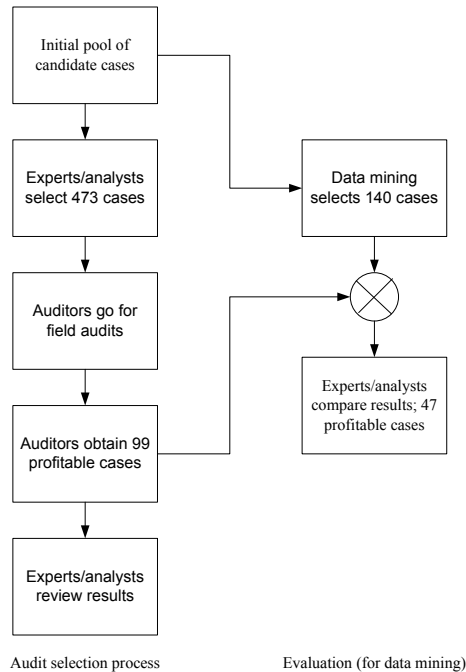 Initial pool of
candidate cases
Experts/analysts
select 473 cases
Auditors go for
field audits
Auditors obtain 99
profitable cases
Experts/analysts
review results
Audit selection process
Data mining
selects 140 cases
Experts/analysts
compare results; 47
profitable cases
Evaluation (for data mining)